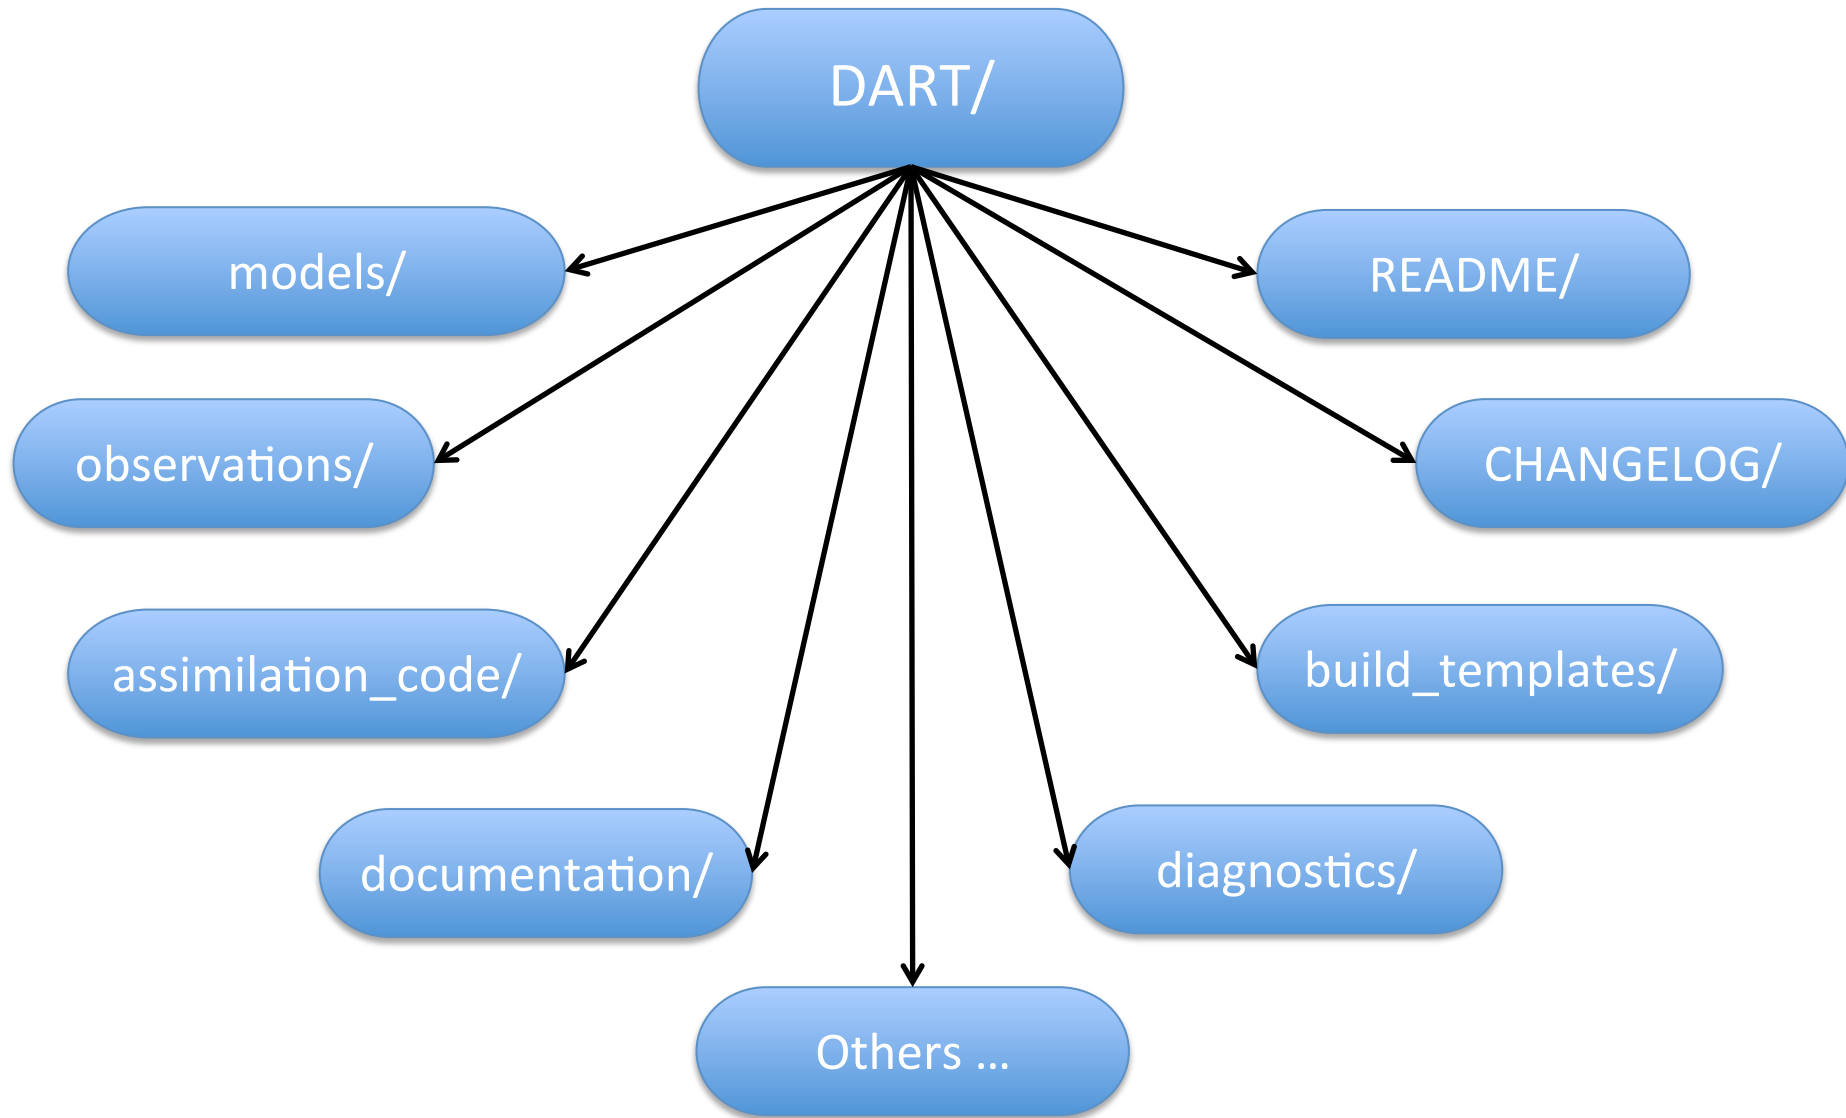 DART/
models/
README/
observations/
CHANGELOG/
assimilation_code/
build_templates/
documentation/
diagnostics/
Others ...